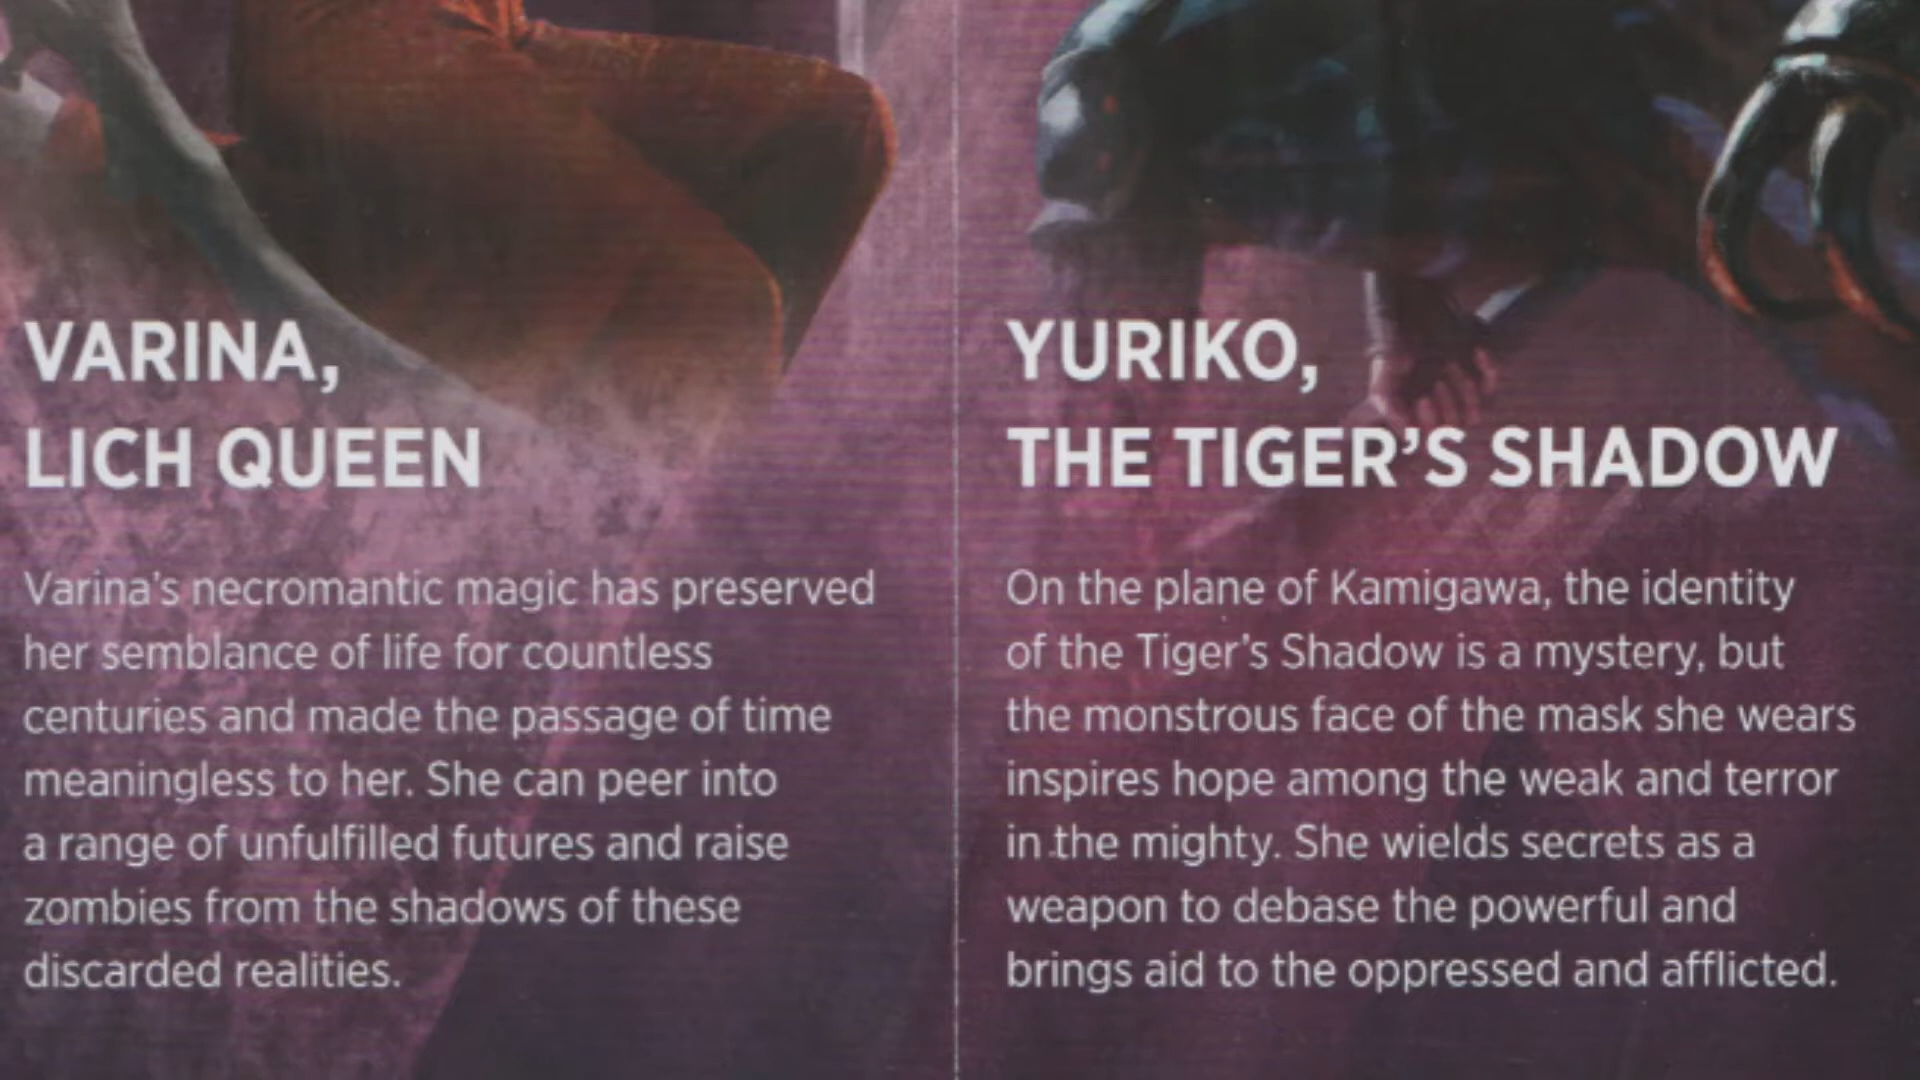 VARINA,
LICH QUEEN
Varina's necromantic magic has preserved
her semblance of life for countless
centuries and made the passage of time
meaningless to her. She can peer into
a range of unfulfilled futures and raise
zombies from the shadows of these
discarded realities.
YURIKO,
THE TIGER'S SHADOW
On the plane of Kamigawa, the identity
of the Tiger's Shadow is a mystery, but
the monstrous face of the mask she wears
inspires hope among the weak and terror
in the mighty. She wields secrets as a
weapon to debase the powerful and
brings aid to the oppressed and afflicted.